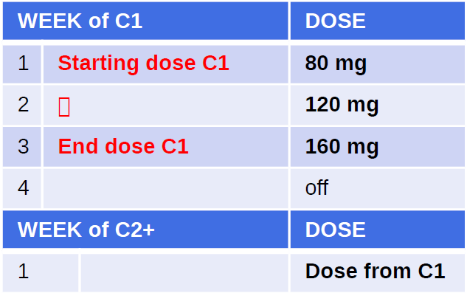 WEEK of C1 DOSE
1 Starting dose C1 80 mg
2 120 mg
3 End dose C1 160 mg
4 off
WEEK of C2+ DOSE
1 Dose from C1